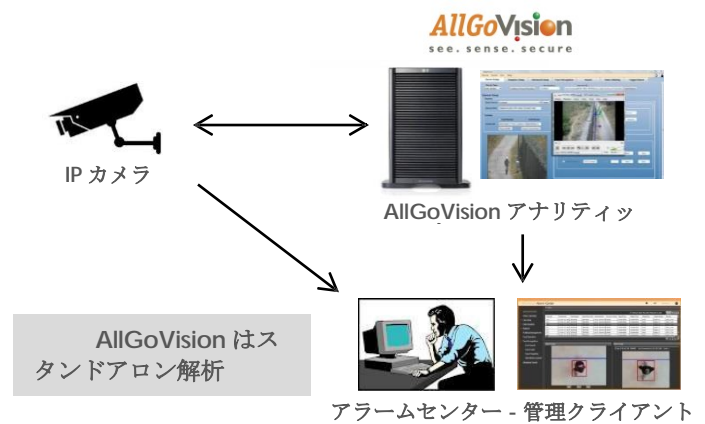 AllGoVision
see. sense. secure
IP カメラ
AllGoVision アナリティッ
AllGoVision はス
タンドアロン解析
アラームセンター - 管理クライアント